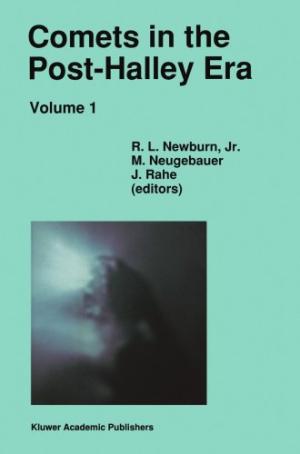 Comets in the
Post-Halley Era
Volume 1
R. L. Newburn, Jr.
M. Neugebauer
J. Rahe
(editors)
Kluwer Academic Publishers